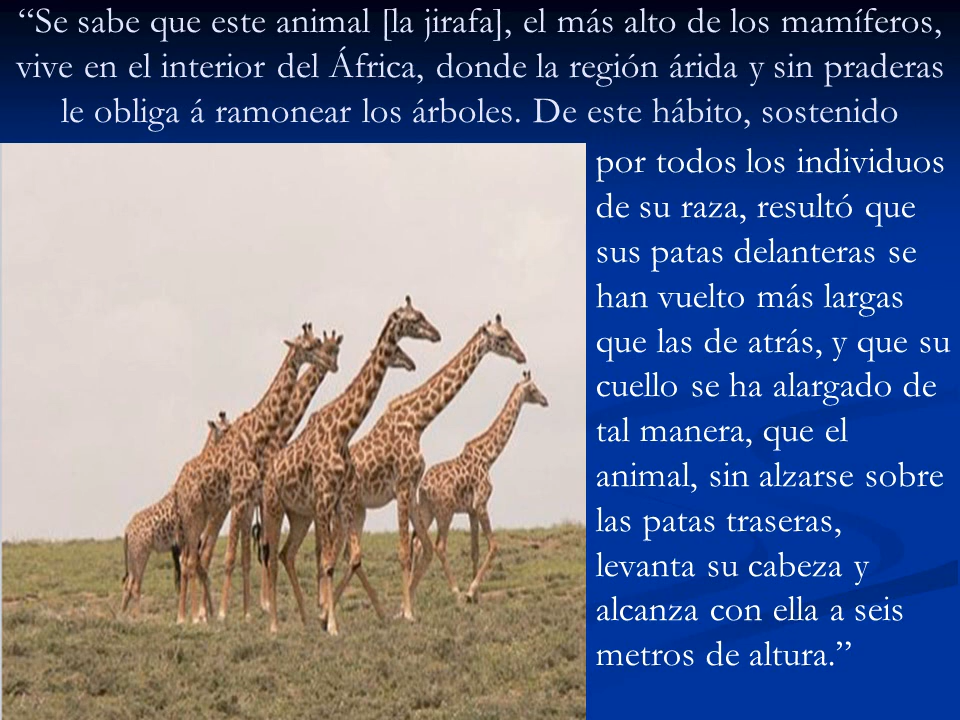 “Se sabe que este animal [la jirafa], el más alto de los mamíferos,
vive en el interior del África, donde la región árida y sin praderas
le obliga á ramonear los árboles. De este hábito, sostenido
por todos los individuos
de su raza, resultó que
sus patas delanteras se
han vuelto más largas
que las de atrás, y que su
cuello se ha alargado de
tal manera, que el
animal, sin alzarse sobre
las patas traseras,
levanta su cabeza y
alcanza con ella a seis
metros de altura.”